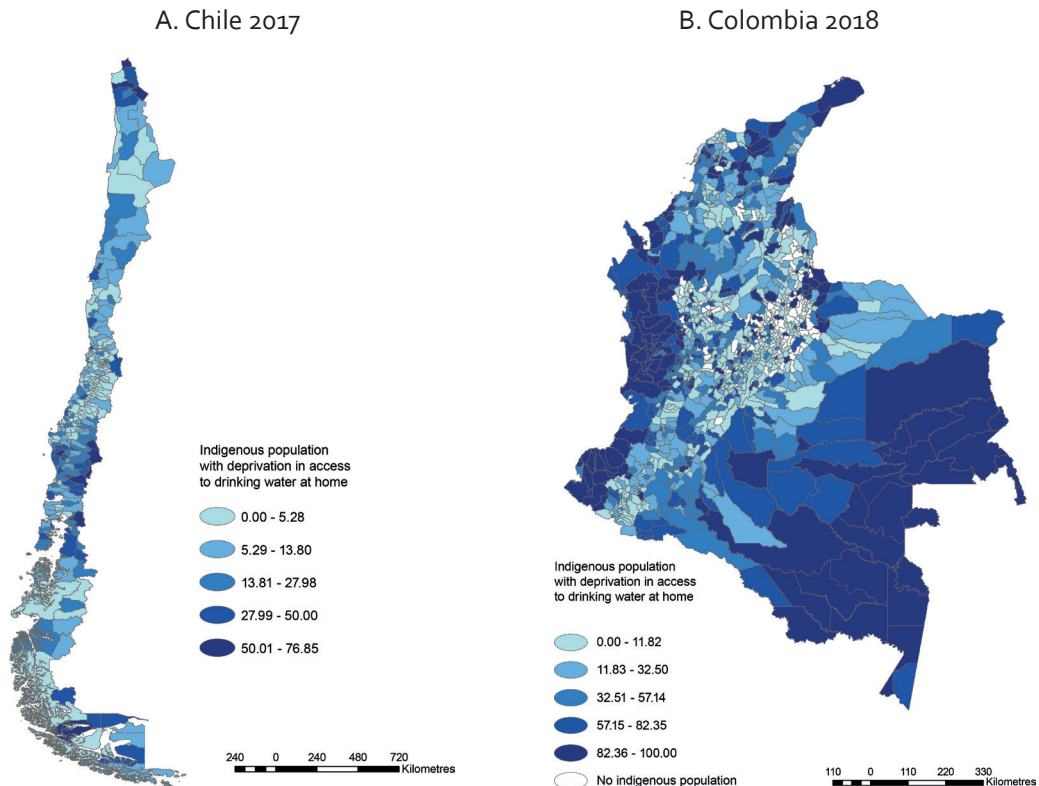 A. Chile 2017
B. Colombia 2018
Indigenous population
with deprivation in access
to drinking water at home
0.00 - 5.28
5.29 - 13.80
13.81 - 27.98
27.99 - 50.00
50.01 - 76.85
240 0 240 480 720
Kilometres
Indigenous population
with deprivation in access
to drinking water at home
0.00 - 11.82
11.83 - 32.50
32.51 - 57.14
57.15 - 82.35
82.36 - 100.00
No indigenous population
110 0 110 220 330
Kilometres